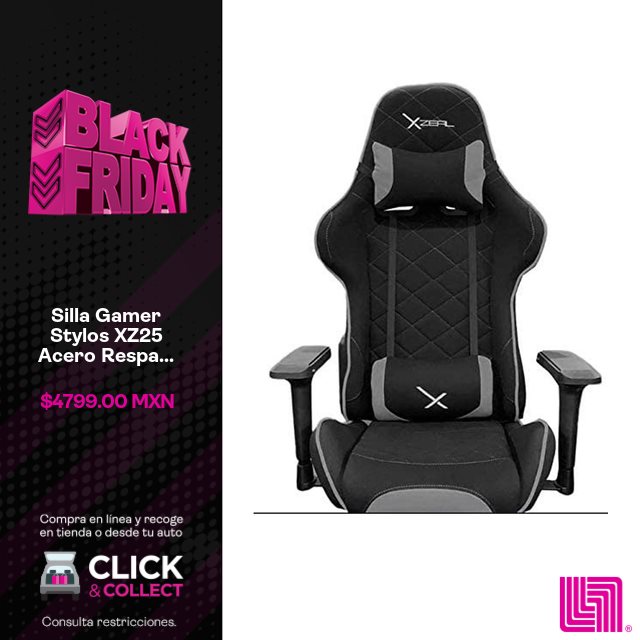 BLACK
FRIDAY
Silla Gamer
Stylos XZ25
Acero Respa...
$4799.00 MXN
Compra en línea y recoge
en tienda o desde tu auto
CLICK
& COLLECT
Consulta restricciones.
XZEAL
X
®